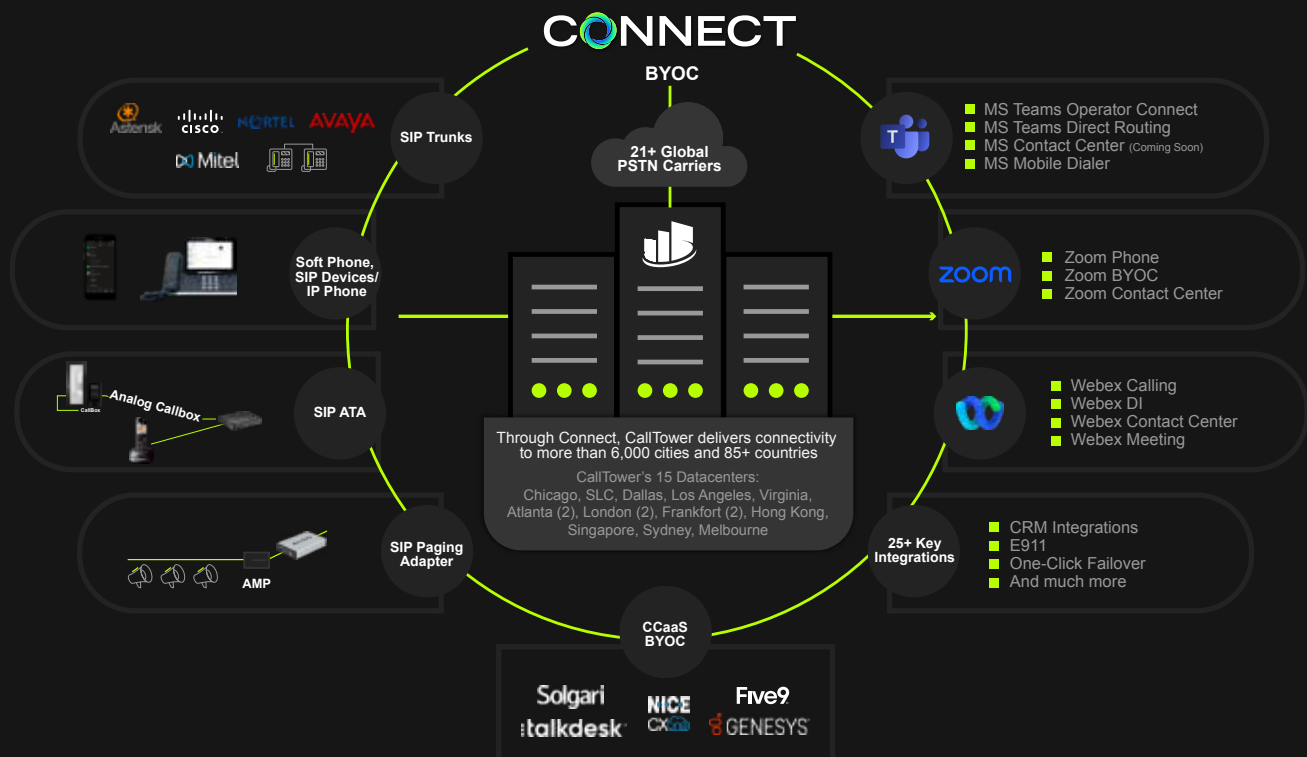 CONNECT
BYOC
21+ Global
PSTN Carriers
Asterisk
CISCO
NORTEL
AVAYA
Mitel
SIP Trunks
Soft Phone,
SIP Devices/
IP Phone
CallBox
Analog Callbox
SIP ATA
AMP
SIP Paging
Adapter
T
MS Teams Operator Connect
MS Teams Direct Routing
MS Contact Center (Coming Soon)
MS Mobile Dialer
zoom
Zoom Phone
Zoom BYOC
Zoom Contact Center
Webex Calling
Webex DI
Webex Contact Center
Webex Meeting
25+ Key
Integrations
CRM Integrations
E911
One-Click Failover
And much more
Through Connect, CallTower delivers connectivity
to more than 6,000 cities and 85+ countries
CallTower's 15 Datacenters:
Chicago, SLC, Dallas, Los Angeles, Virginia,
Atlanta (2), London (2), Frankfort (2), Hong Kong,
Singapore, Sydney, Melbourne
CCaaS
BYOC
Solgari
talkdesk
NICE
CXone
Five9
GENESYS